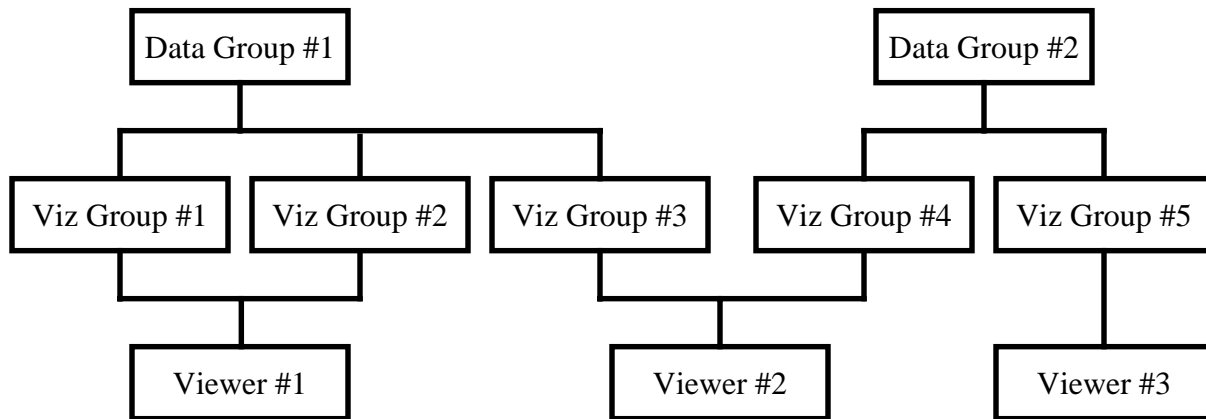 Data Group #1
Data Group #2
Viz Group #1
Viz Group #2
Viz Group #3
Viz Group #4
Viz Group #5
Viewer #1
Viewer #2
Viewer #3